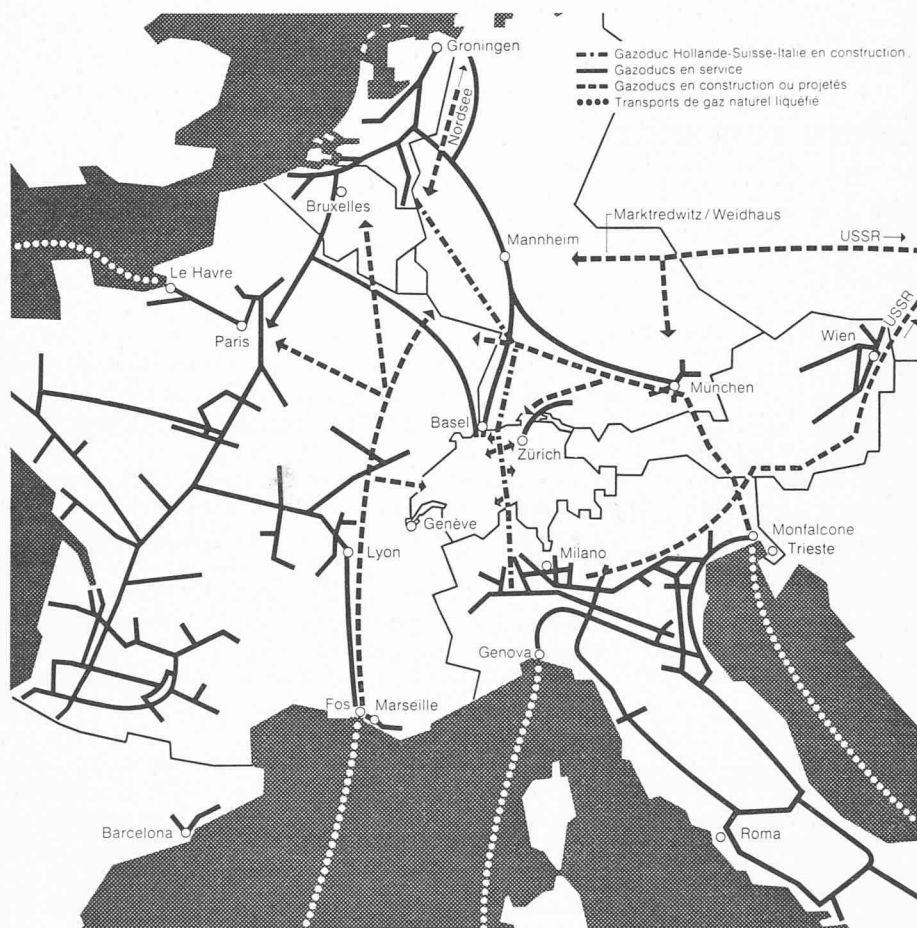 Groningen
Gazoduc Hollande-Suisse-Italie en construction.
Gazoducs en service
Gazoducs en construction ou projetés
Transports de gaz naturel liquéfié
Nordsee
Bruxelles
Marktredwitz / Weidhaus
USSR
Mannheim
Le Havre
USSR
Paris
Wien
München
Basel
Zürich
Genève
Monfalcone
Lyon
Milano
Trieste
Genova
Fos
Marseille
Barcelona
Roma